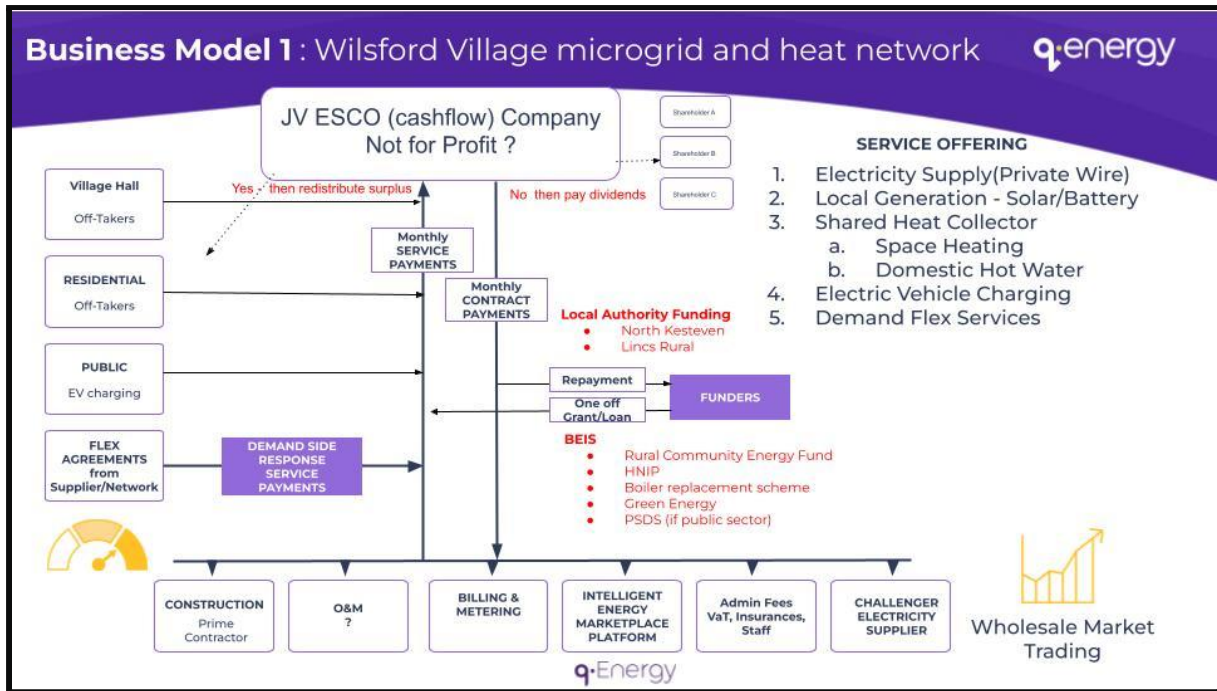 Business Model 1 : Wilsford Village microgrid and heat network
q·energy
JV ESCO (cashflow) Company
Not for Profit ?
Shareholder A
Shareholder B
Shareholder C
Yes , then redistribute surplus
No then pay dividends
Village Hall
Off-Takers
RESIDENTIAL
Off-Takers
PUBLIC
EV charging
FLEX
AGREEMENTS
from
Supplier/Network
DEMAND SIDE
RESPONSE
SERVICE
PAYMENTS
Monthly
SERVICE
PAYMENTS
Monthly
CONTRACT
PAYMENTS
Local Authority Funding
● North Kesteven
● Lincs Rural
Repayment
One off
Grant/Loan
FUNDERS
BEIS
● Rural Community Energy Fund
● HNIP
● Boiler replacement scheme
● Green Energy
● PSDS (if public sector)
SERVICE OFFERING
1. Electricity Supply(Private Wire)
2. Local Generation - Solar/Battery
3. Shared Heat Collector
a. Space Heating
b. Domestic Hot Water
4. Electric Vehicle Charging
5. Demand Flex Services
CONSTRUCTION
Prime
Contractor
O&M
?
BILLING &
METERING
INTELLIGENT
ENERGY
MARKETPLACE
PLATFORM
Admin Fees
VaT, Insurances,
Staff
CHALLENGER
ELECTRICITY
SUPPLIER
Wholesale Market
Trading
q·Energy